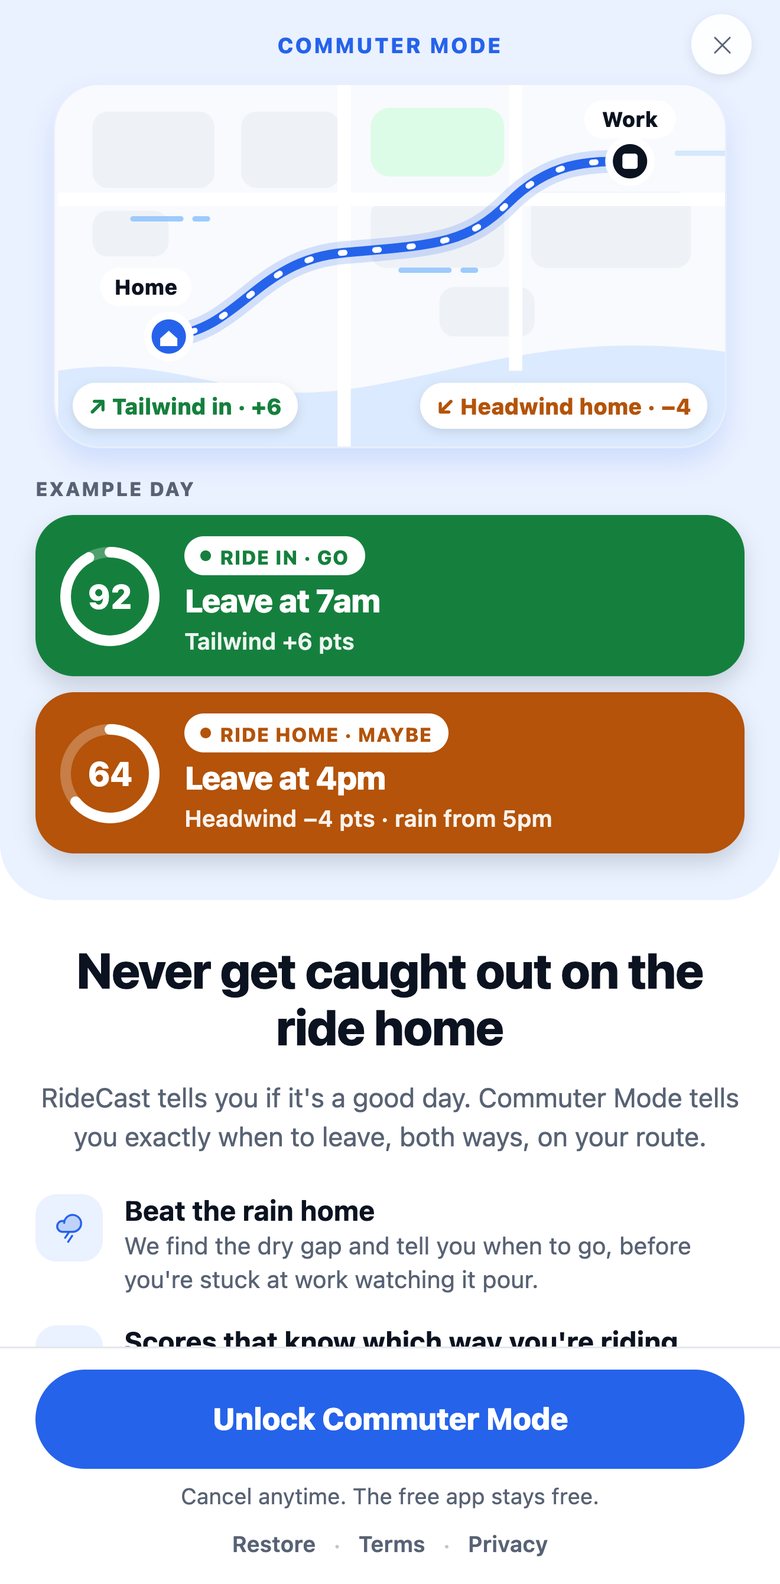 COMMUTER MODE
Work
Home
↗ Tailwind in · +6
↙ Headwind home · −4
EXAMPLE DAY
92
RIDE IN · GO
Leave at 7am
Tailwind +6 pts
64
RIDE HOME · MAYBE
Leave at 4pm
Headwind −4 pts · rain from 5pm
Never get caught out on the
ride home
RideCast tells you if it's a good day. Commuter Mode tells
you exactly when to leave, both ways, on your route.
Beat the rain home
We find the dry gap and tell you when to go, before
you're stuck at work watching it pour.
Scores that know which way you're riding
Unlock Commuter Mode
Cancel anytime. The free app stays free.
Restore · Terms · Privacy